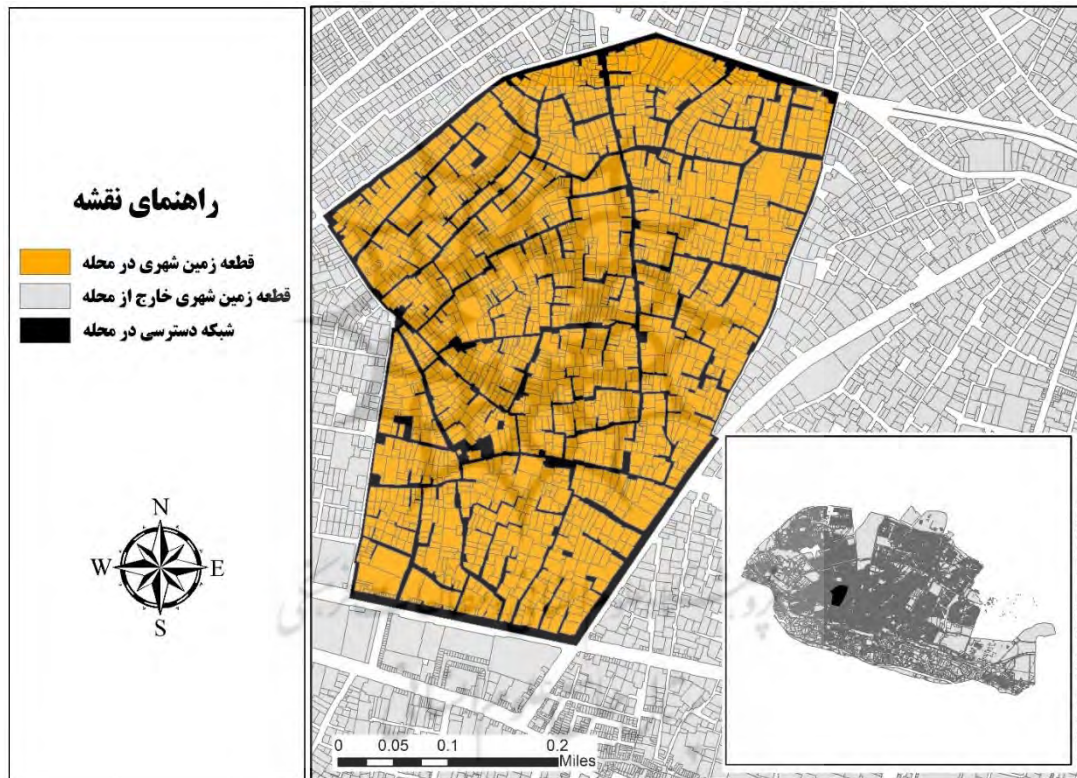 راهنمای نقشه
قطعه زمین شهری در محله
قطعه زمین شهری خارج از محله
شبکه دسترسی در محله
N
W E
S
0 0.05 0.1 0.2
Miles